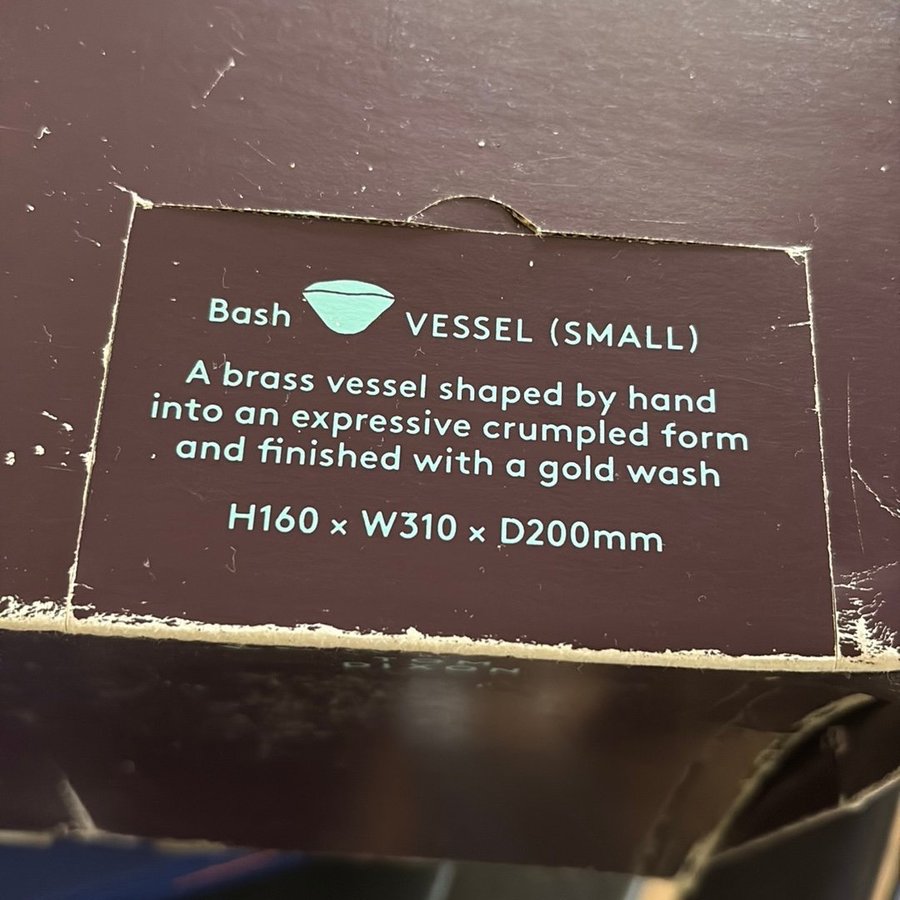 Bash VESSEL (SMALL)
A brass vessel shaped by hand
into an expressive crumpled form
and finished with a gold wash
H160 x W310 x D200mm